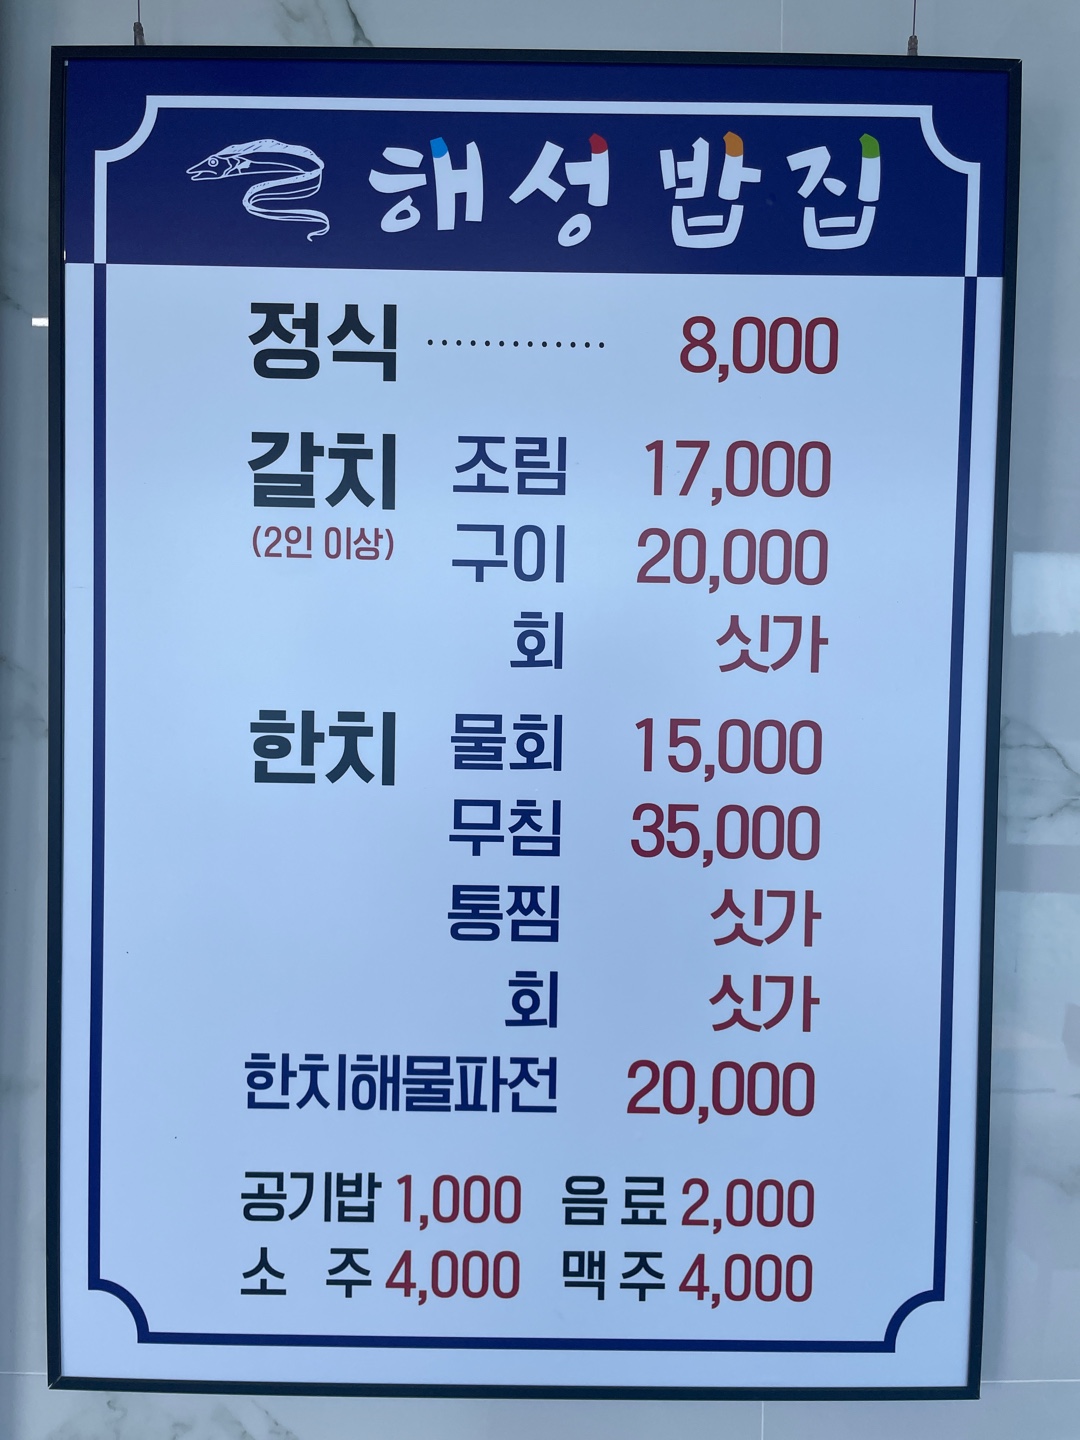 해성밥집
정식 ············· 8,000
갈치 조림 17,000
(2인 이상) 구이 20,000
회 싯가
한치 물회 15,000
무침 35,000
통찜 싯가
회 싯가
한치해물파전 20,000
공기밥 1,000 음료 2,000
소주 4,000 맥주 4,000